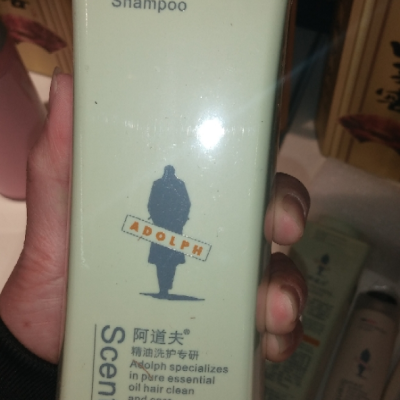 Shampoo
ADOLPH
阿道夫®
精油洗护专研
Adolph specializes
in pure essential
oil hair clean
Scen